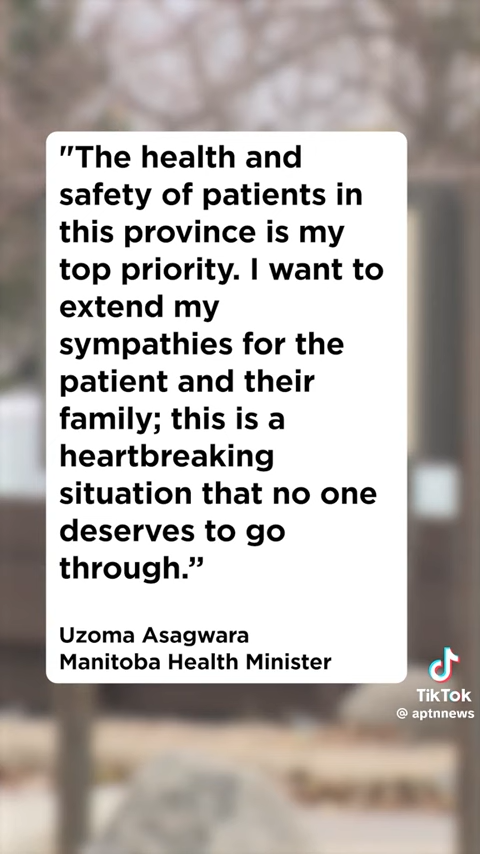 "The health and
safety of patients in
this province is my
top priority. I want to
extend my
sympathies for the
patient and their
family; this is a
heartbreaking
situation that no one
deserves to go
through.”
Uzoma Asagwara
Manitoba Health Minister
TikTok
@ aptnnews